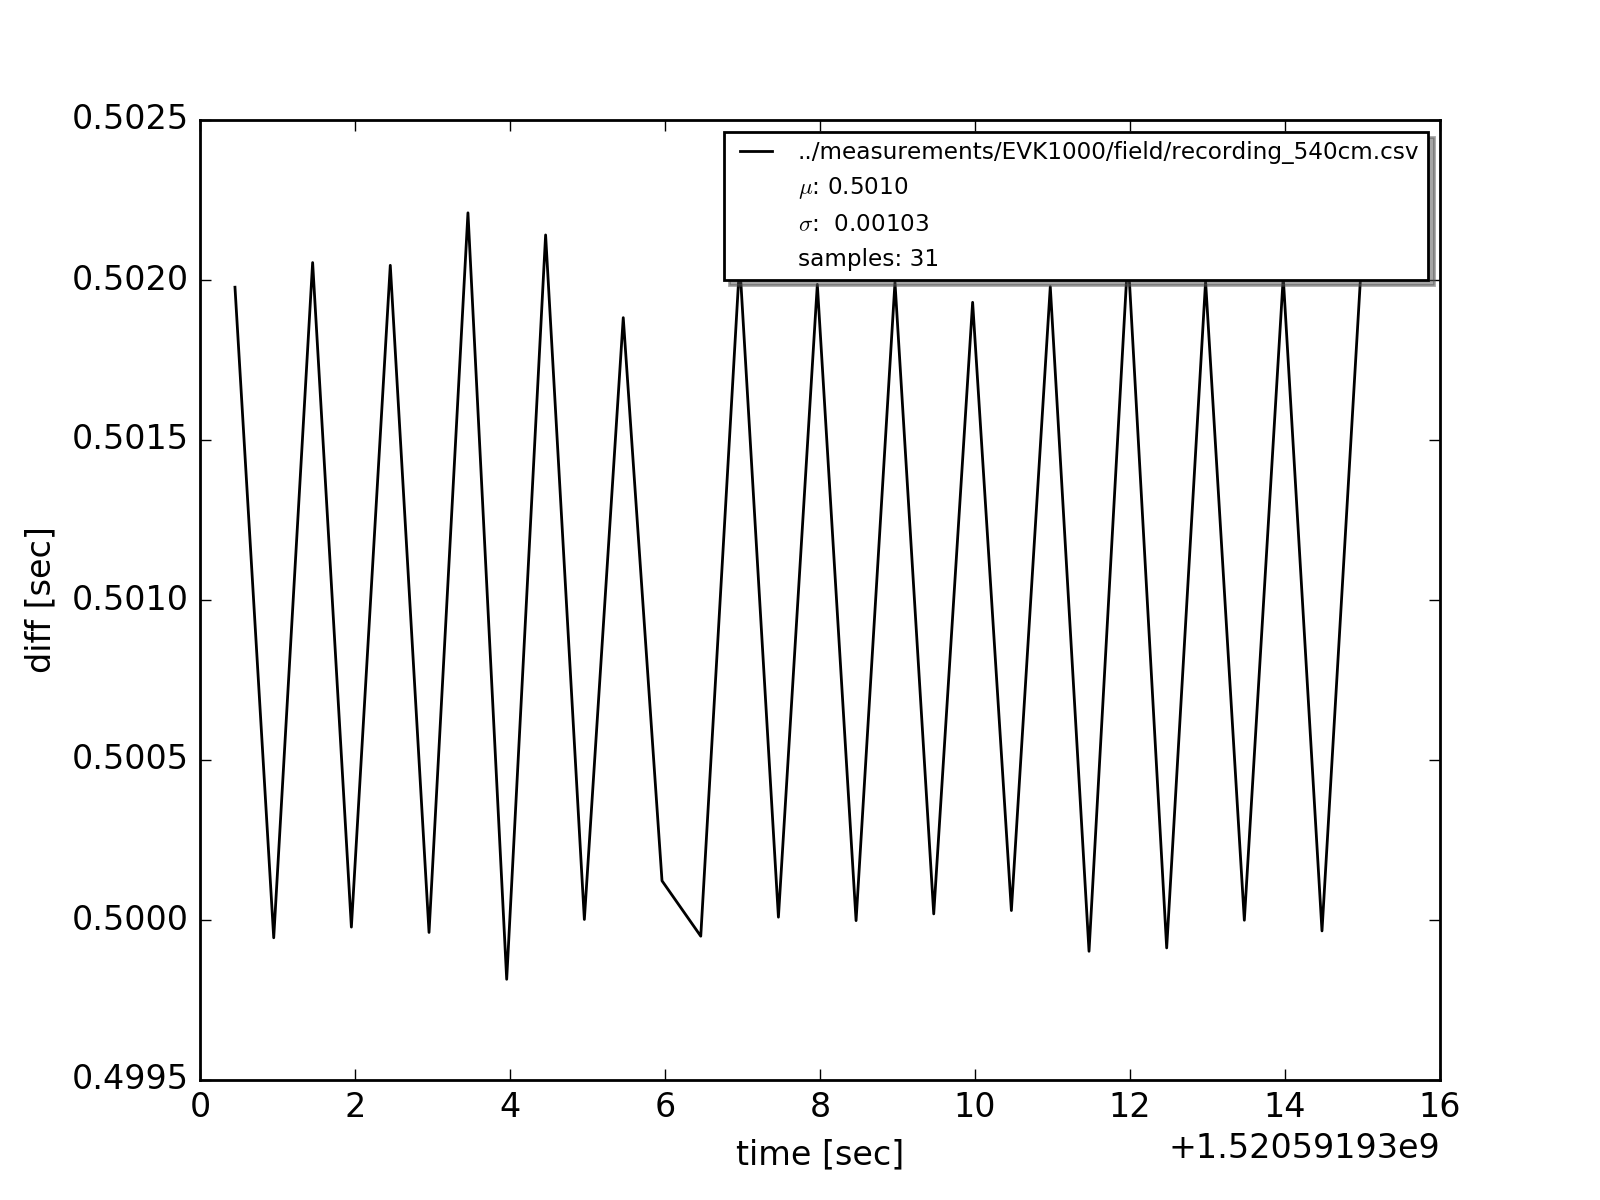 0.5025
0.5020
0.5015
0.5010
0.5005
0.5000
0.4995
diff [sec]
../measurements/EVK1000/field/recording_540cm.csv
μ: 0.5010
σ: 0.00103
samples: 31
0 2 4 6 8 10 12 14 16
+1.52059193e9
time [sec]